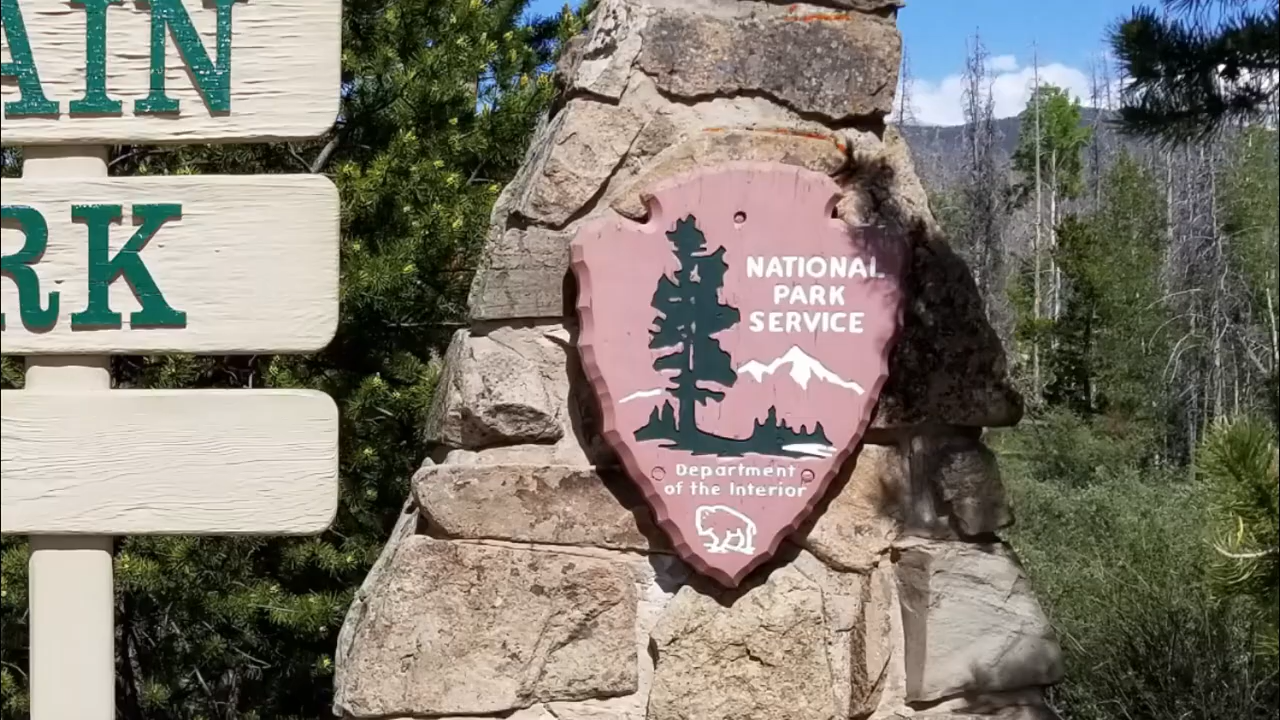 AIN
RK
NATIONAL
PARK
SERVICE
Department
of the Interior